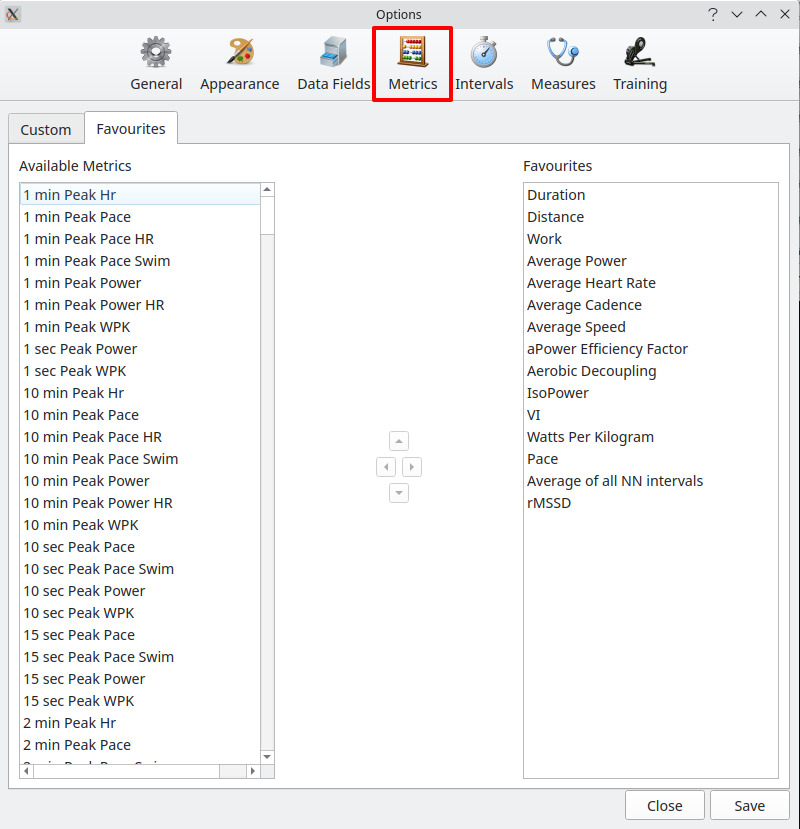 Options
General Appearance Data Fields Metrics Intervals Measures Training
Custom Favourites
Available Metrics
1 min Peak Hr
1 min Peak Pace
1 min Peak Pace HR
1 min Peak Pace Swim
1 min Peak Power
1 min Peak Power HR
1 min Peak WPK
1 sec Peak Power
1 sec Peak WPK
10 min Peak Hr
10 min Peak Pace
10 min Peak Pace HR
10 min Peak Pace Swim
10 min Peak Power
10 min Peak Power HR
10 min Peak WPK
10 sec Peak Pace
10 sec Peak Pace Swim
10 sec Peak Power
10 sec Peak WPK
15 sec Peak Pace
15 sec Peak Pace Swim
15 sec Peak Power
15 sec Peak WPK
2 min Peak Hr
2 min Peak Pace
Favourites
Duration
Distance
Work
Average Power
Average Heart Rate
Average Cadence
Average Speed
aPower Efficiency Factor
Aerobic Decoupling
IsoPower
VI
Watts Per Kilogram
Pace
Average of all NN intervals
rMSSD
Close Save